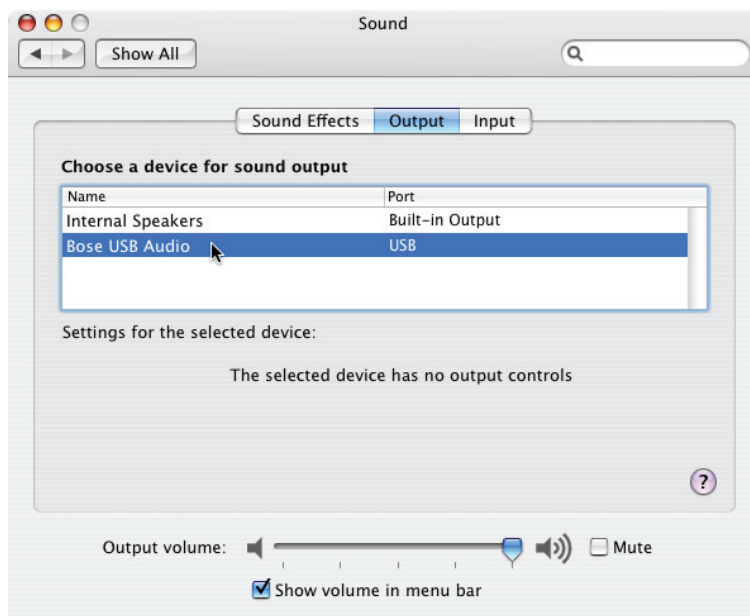 Sound
Show All
Sound Effects Output Input
Choose a device for sound output
Name Port
Internal Speakers Built-in Output
Bose USB Audio USB
Settings for the selected device:
The selected device has no output controls
?
Output volume: Mute
Show volume in menu bar